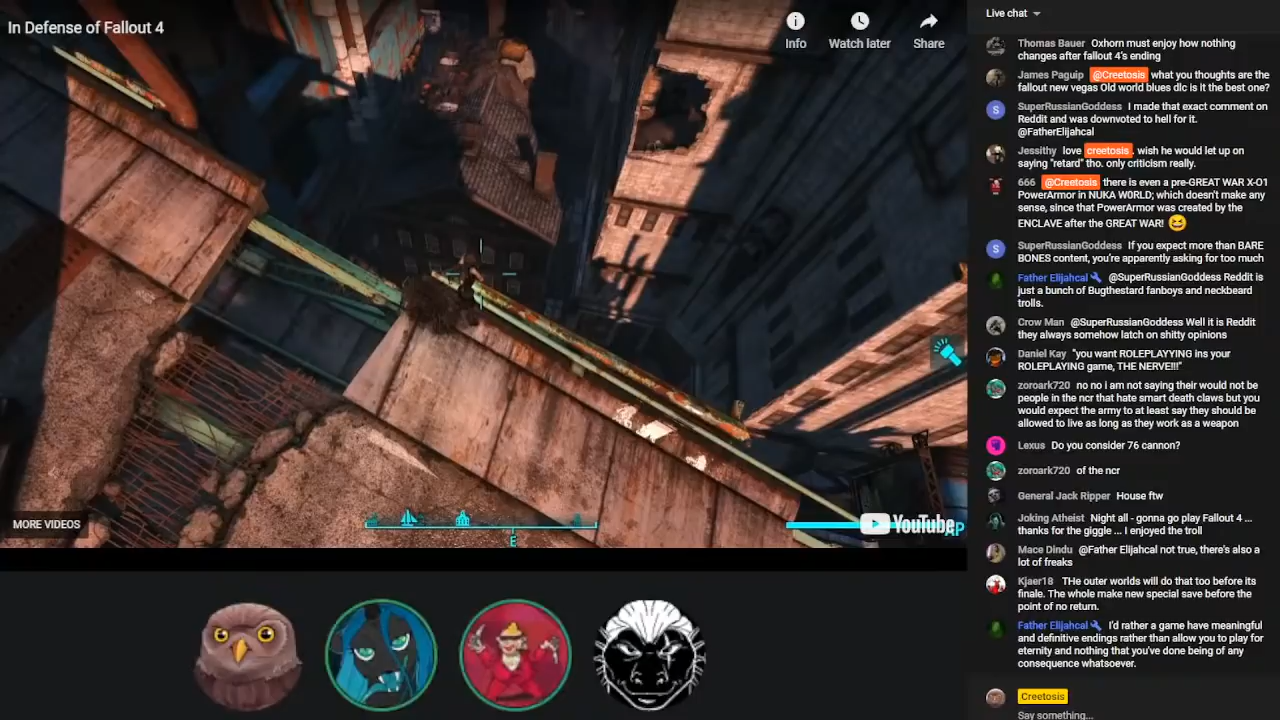 In Defense of Fallout 4
Info
Watch later
Share
MORE VIDEOS
E
YouTube
AP
Live chat
Thomas Bauer Oxhorn must enjoy how nothing
changes after fallout 4's ending
James Paguip @Creetosis what you thoughts are the
fallout new vegas Old world blues dlc is it the best one?
SuperRussianGoddess I made that exact comment on
Reddit and was downvoted to hell for it.
@FatherElijahcal
Jessithy love creetosis. wish he would let up on
saying "retard" tho. only criticism really.
666 @Creetosis there is even a pre-GREAT WAR X-O1
PowerArmor in NUKA W0RLD; which doesn't make any
sense, since that PowerArmor was created by the
ENCLAVE after the GREAT WAR! 😆
SuperRussianGoddess If you expect more than BARE
BONES content, you're apparently asking for too much
Father Elijahcal @SuperRussianGoddess Reddit is
just a bunch of Bugthestard fanboys and neckbeard
trolls.
Crow Man @SuperRussianGoddess Well it is Reddit
they always somehow latch on shitty opinions
Daniel Kay "you want ROLEPLAYYING ins your
ROLEPLAYING game, THE NERVE!!!"
zoroark720 no no i am not saying their would not be
people in the ncr that hate smart death claws but you
would expect the army to at least say they should be
allowed to live as long as they work as a weapon
Lexus Do you consider 76 cannon?
zoroark720 of the ncr
General Jack Ripper House ftw
Joking Atheist Night all - gonna go play Fallout 4 ...
thanks for the giggle ... I enjoyed the troll
Mace Dindu @Father Elijahcal not true, there's also a
lot of freaks
Kjaer18 THe outer worlds will do that too before its
finale. The whole make new special save before the
point of no return.
Father Elijahcal I'd rather a game have meaningful
and definitive endings rather than allow you to play for
eternity and nothing that you've done being of any
consequence whatsoever.
Creetosis
Say something...